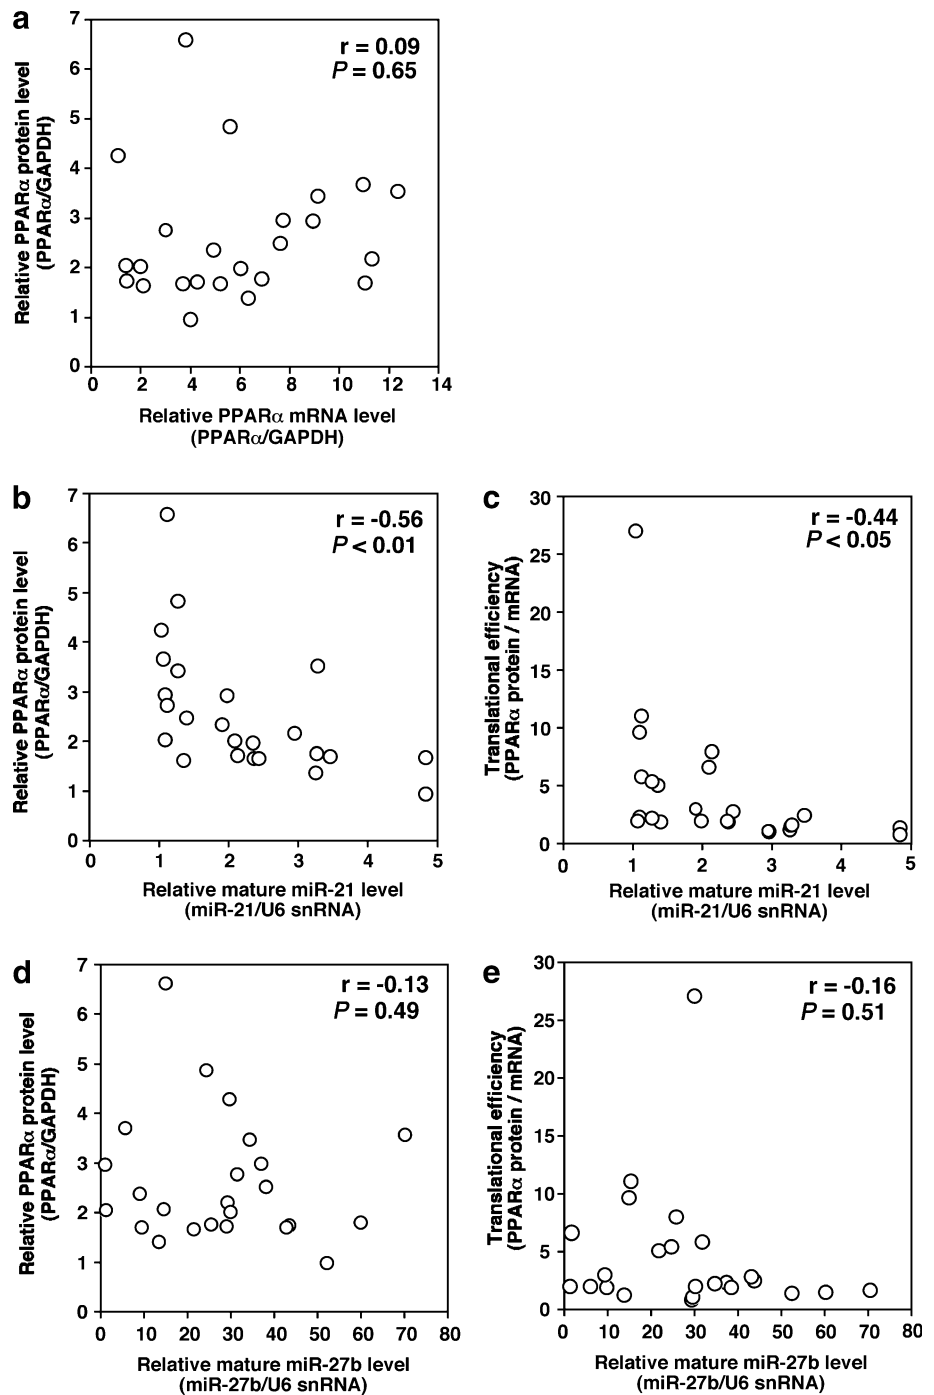 a
r = 0.09
P = 0.65
Relative PPARα protein level
(PPARα/GAPDH)
7
6
5
4
3
2
1
0
0 2 4 6 8 10 12 14
Relative PPARα mRNA level
(PPARα/GAPDH)
b
r = -0.56
P < 0.01
Relative PPARα protein level
(PPARα/GAPDH)
7
6
5
4
3
2
1
0
0 1 2 3 4 5
Relative mature miR-21 level
(miR-21/U6 snRNA)
c
r = -0.44
P < 0.05
Translational efficiency
(PPARα protein / mRNA)
30
25
20
15
10
5
0
0 1 2 3 4 5
Relative mature miR-21 level
(miR-21/U6 snRNA)
d
r = -0.13
P = 0.49
Relative PPARα protein level
(PPARα/GAPDH)
7
6
5
4
3
2
1
0
0 10 20 30 40 50 60 70 80
Relative mature miR-27b level
(miR-27b/U6 snRNA)
e
r = -0.16
P = 0.51
Translational efficiency
(PPARα protein / mRNA)
30
25
20
15
10
5
0
0 10 20 30 40 50 60 70 80
Relative mature miR-27b level
(miR-27b/U6 snRNA)